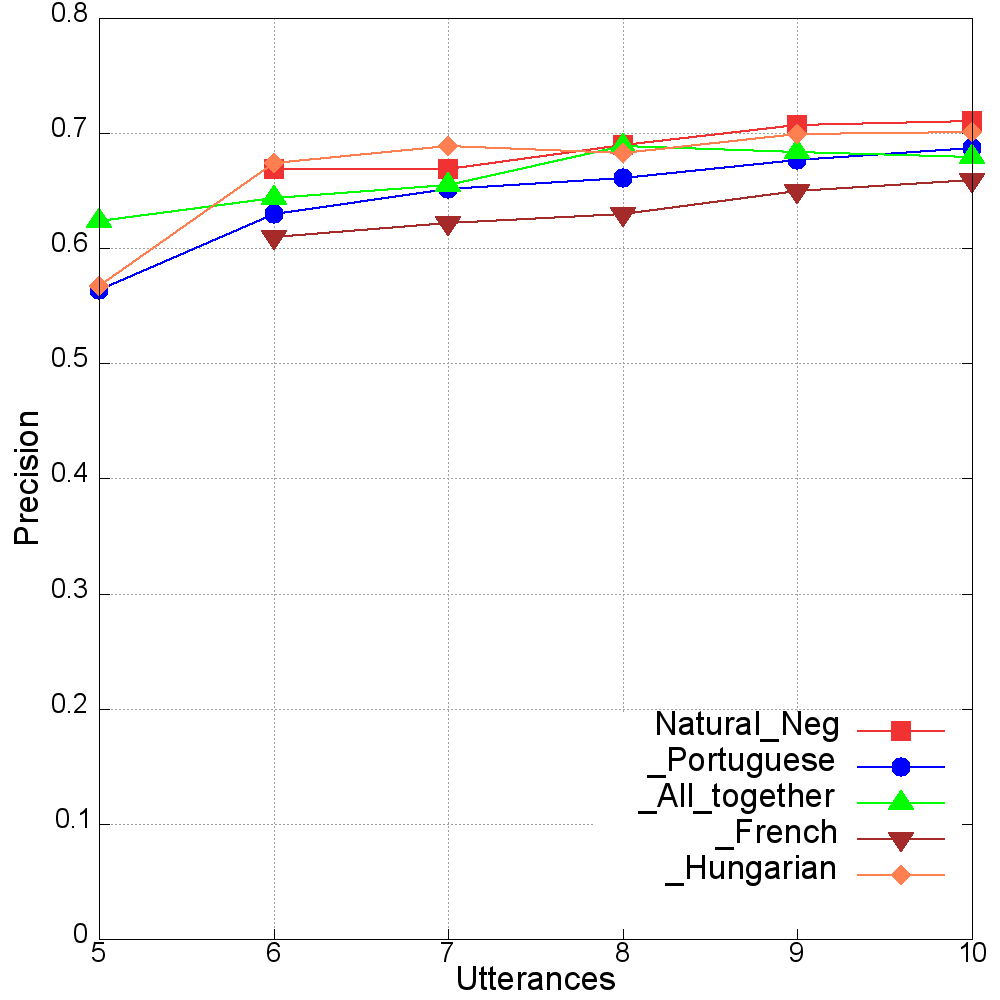 0.8
0.7
0.6
0.5
0.4
0.3
0.2
0.1
0
Precision
5 6 7 8 9 10
Utterances
Natural_Neg
_Portuguese
_All_together
_French
_Hungarian